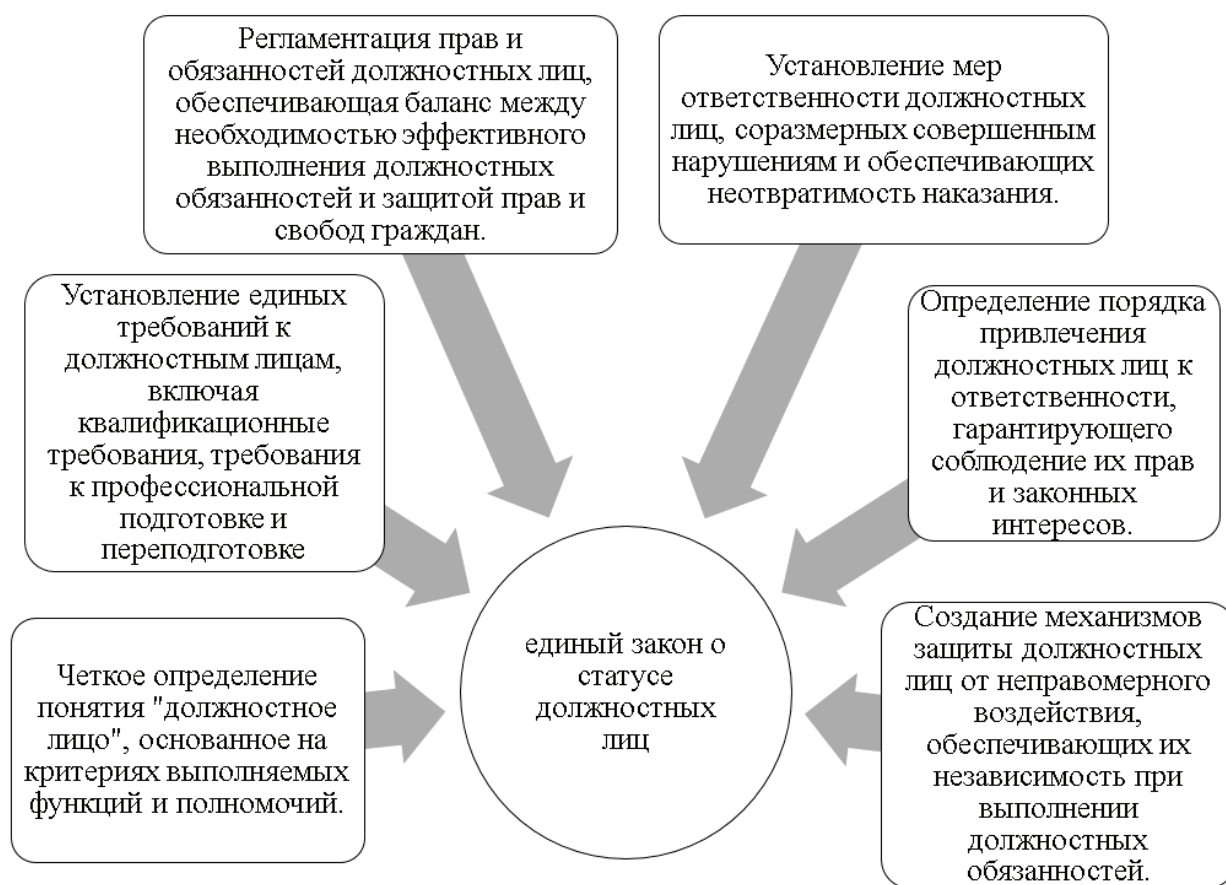 Регламентация прав и
обязанностей должностных лиц,
обеспечивающая баланс между
необходимостью эффективного
выполнения должностных
обязанностей и защитой прав и
свобод граждан.
Установление мер
ответственности должностных
лиц, соразмерных совершенным
нарушениям и обеспечивающих
неотвратимость наказания.
Установление единых
требований к
должностным лицам,
включая
квалификационные
требования, требования
к профессиональной
подготовке и
переподготовке
Определение порядка
привлечения
должностных лиц к
ответственности,
гарантирующего
соблюдение их прав
и законных
интересов.
Четкое определение
понятия "должностное
лицо", основанное на
критериях выполняемых
функций и полномочий.
единый закон о
статусе
должностных
лиц
Создание механизмов
защиты должностных
лиц от неправомерного
воздействия,
обеспечивающих их
независимость при
выполнении
должностных
обязанностей.